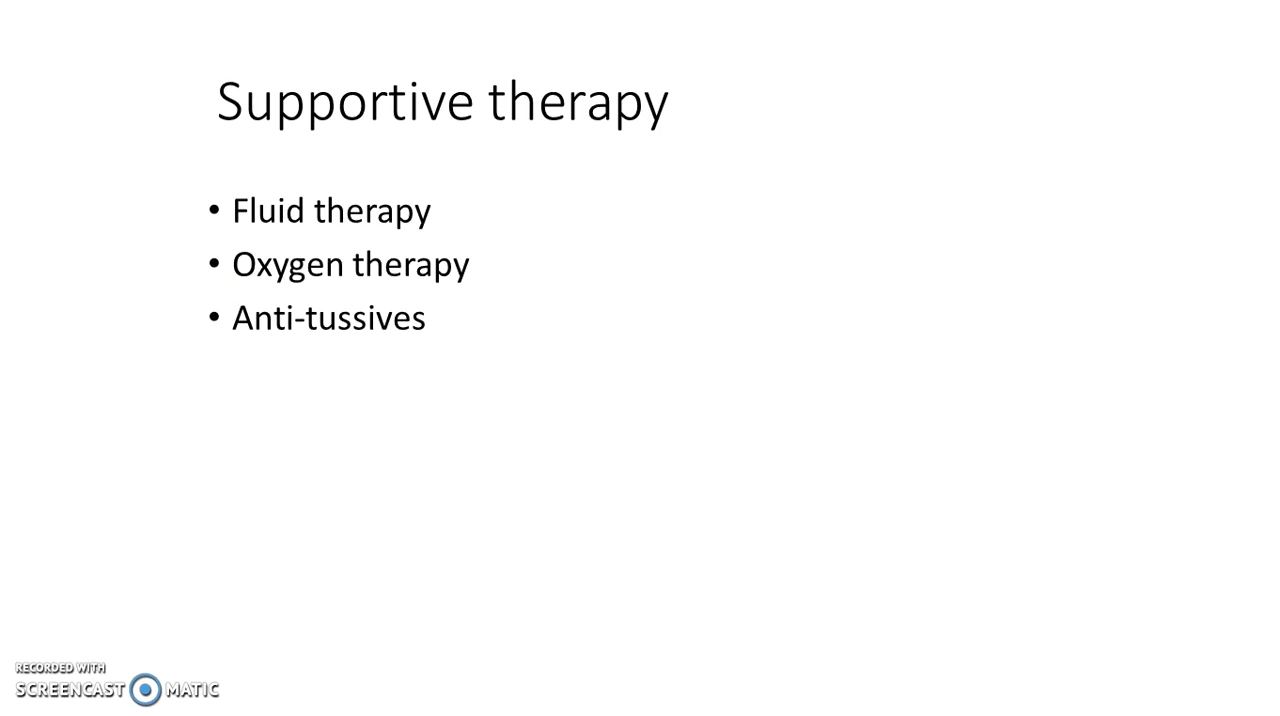 Supportive therapy
• Fluid therapy
• Oxygen therapy
• Anti-tussives
RECORDED WITH
SCREENCAST MATIC